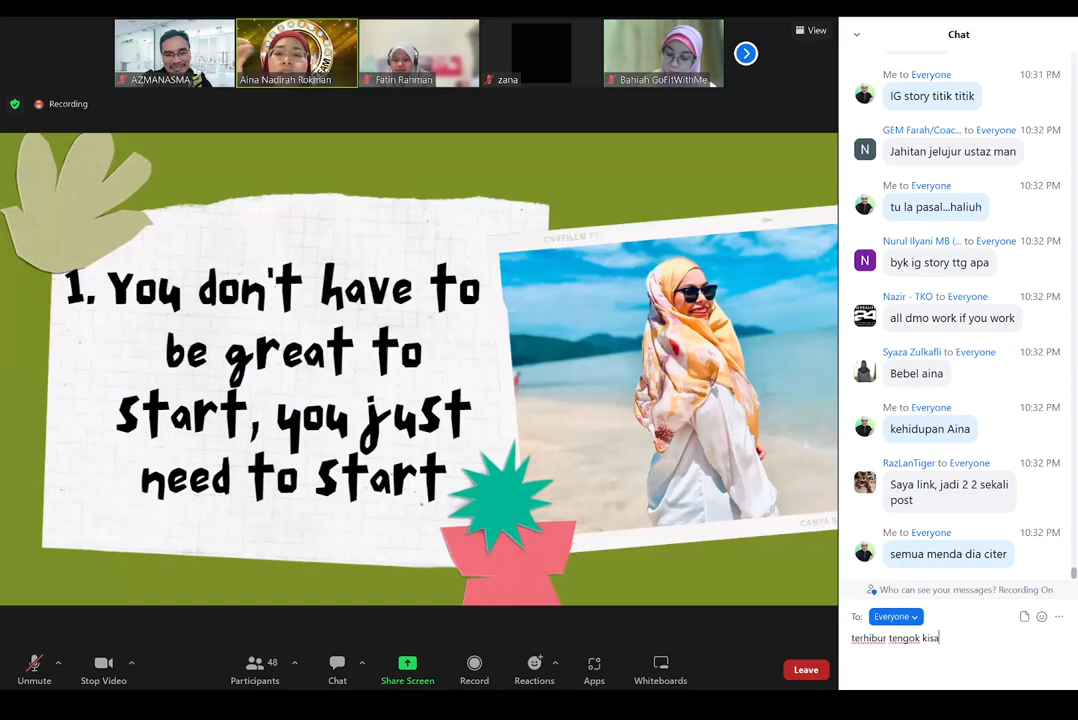 AZMANASMA
Aina Nadirah Rokman
Fatin Rahman
zana
Bahiah GoFitWithMe
View
Recording
1. You don't have to
be great to
start, you just
need to start
Unmute
Stop Video
48
Participants
Chat
Share Screen
Record
Reactions
Apps
Whiteboards
Leave
Chat
Me to Everyone 10:31 PM
IG story titik titik
GEM Farah/Coac... to Everyone 10:32 PM
N
Jahitan jelujur ustaz man
Me to Everyone 10:32 PM
tu la pasal...haliuh
Nurul Ilyani MB (... to Everyone 10:32 PM
N
byk ig story ttg apa
Nazir - TKO to Everyone 10:32 PM
all dmo work if you work
Syaza Zulkafli to Everyone 10:32 PM
Bebel aina
Me to Everyone 10:32 PM
kehidupan Aina
RazLanTiger to Everyone 10:32 PM
Saya link, jadi 2 2 sekali
post
Me to Everyone 10:32 PM
semua menda dia citer
Who can see your messages? Recording On
To: Everyone
terhibur tengok kisa